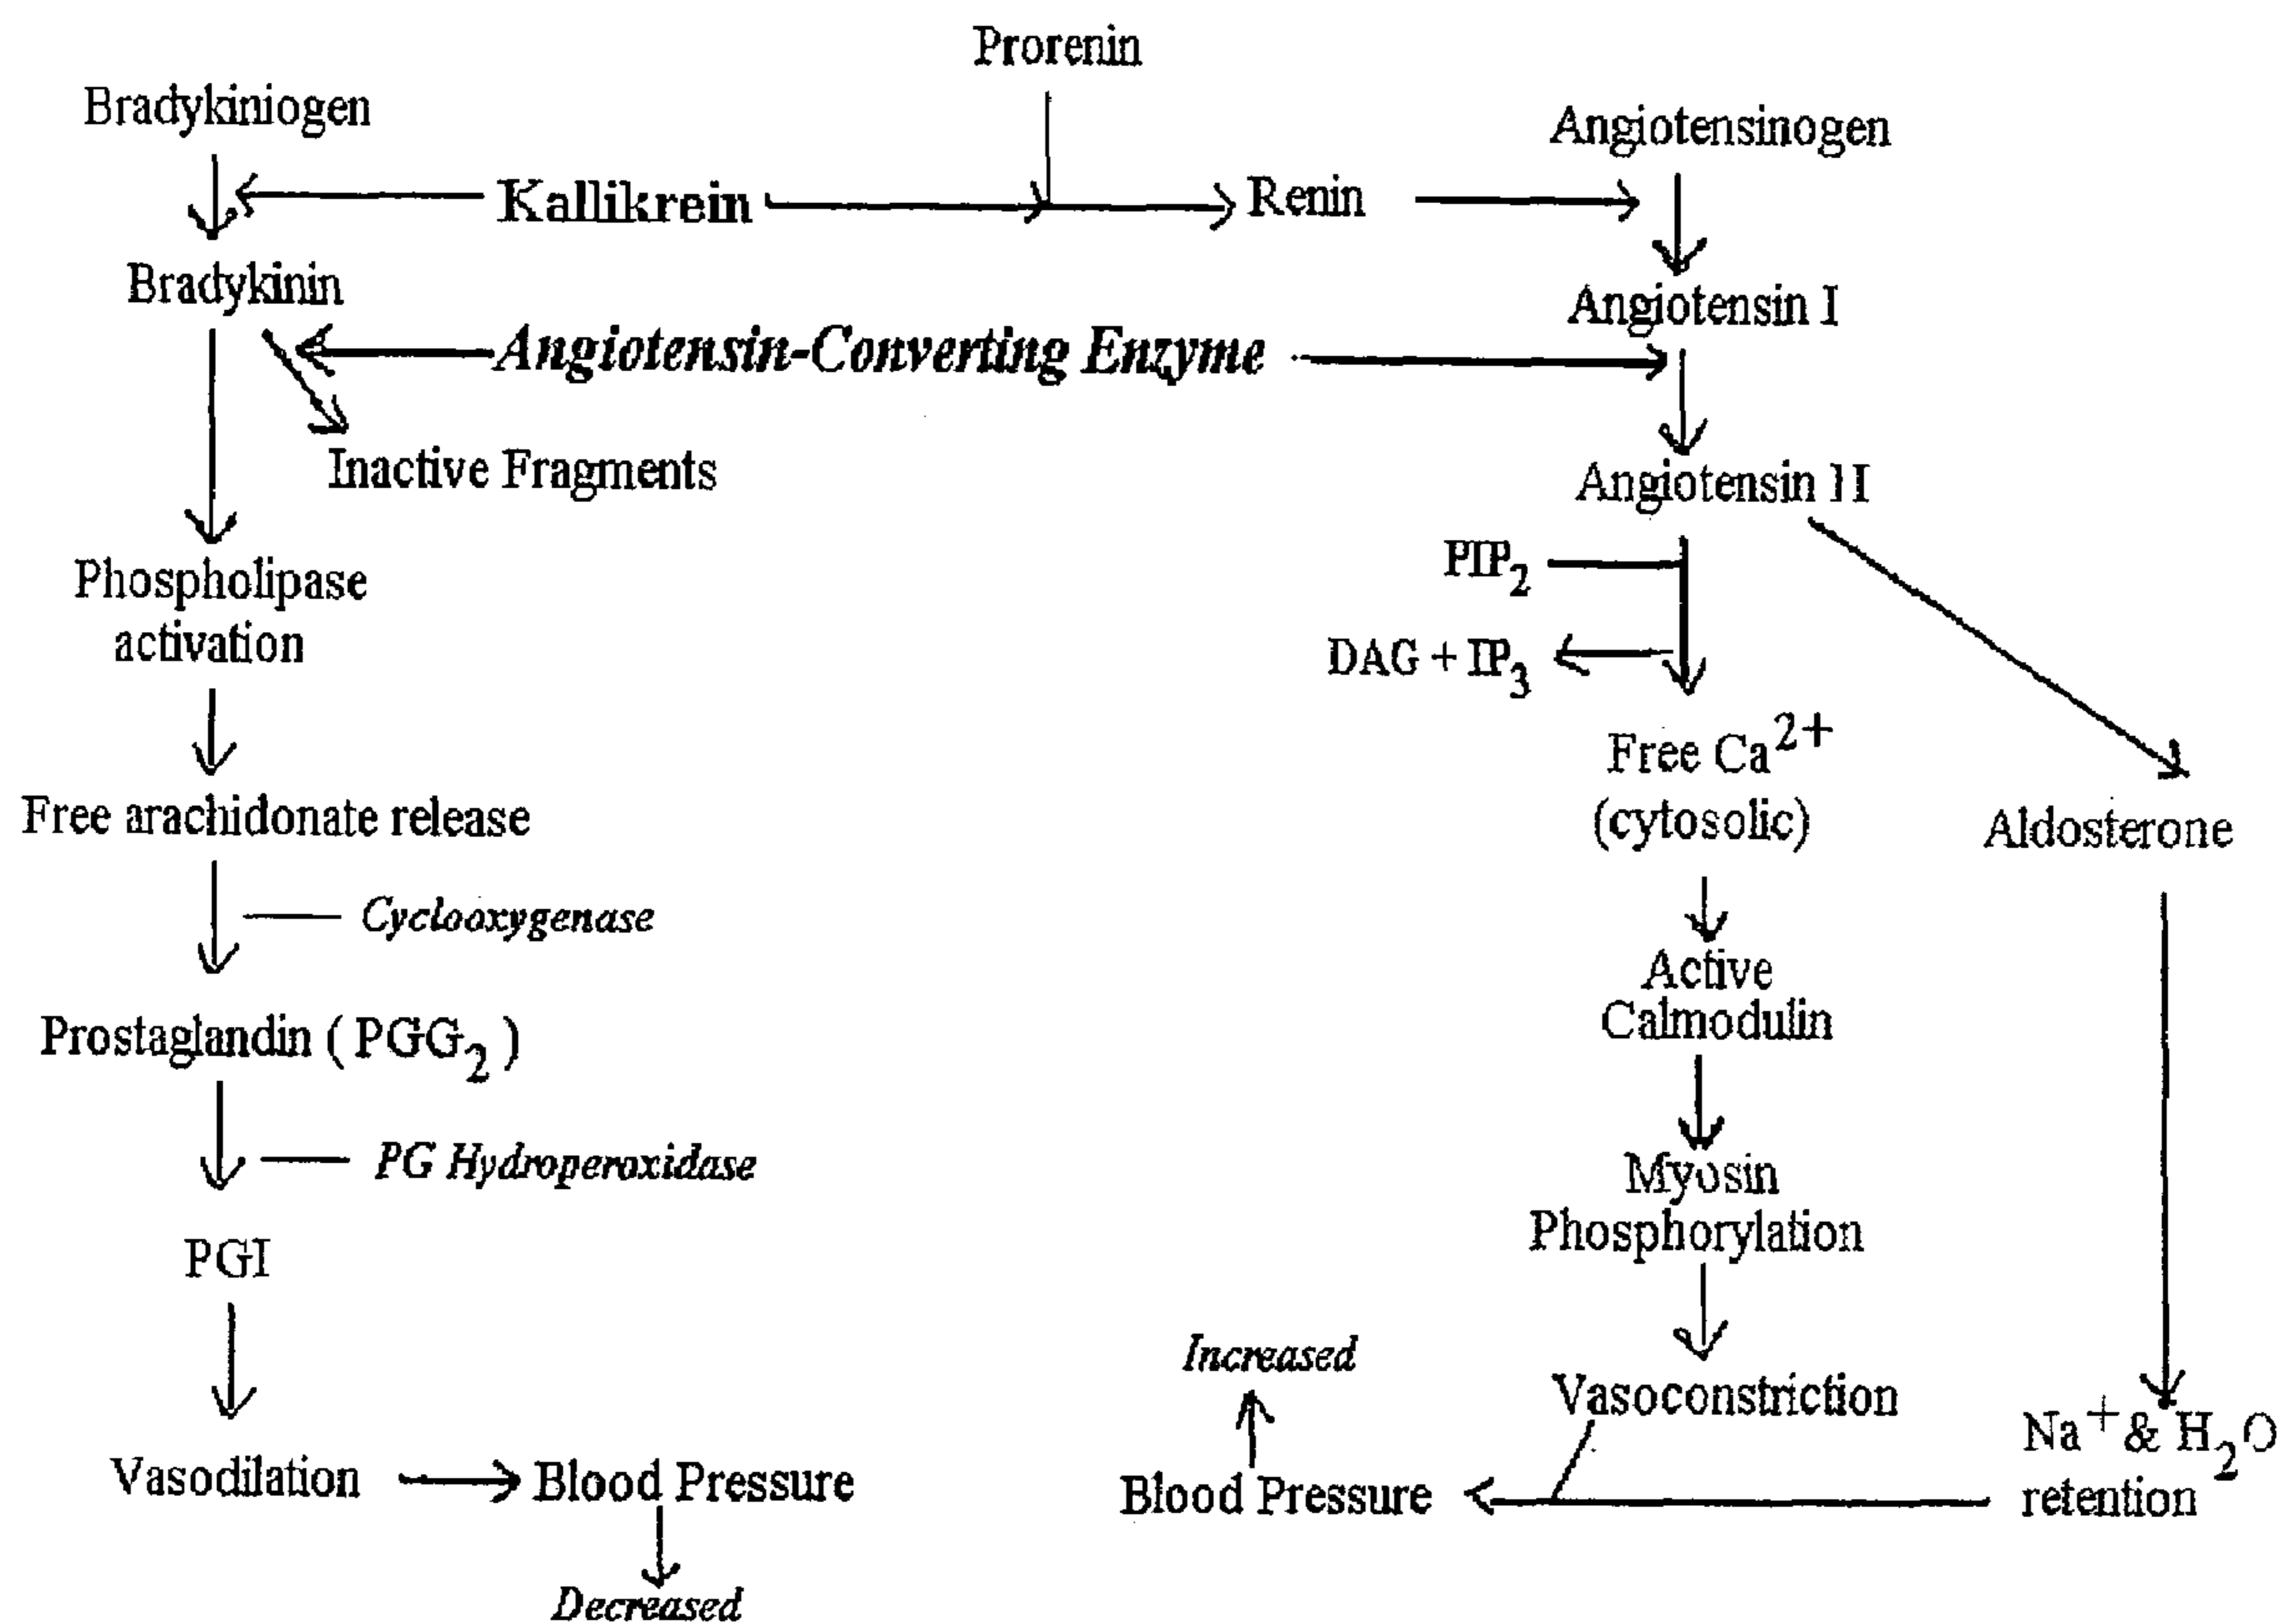 Prorenin
Bradykiniogen
Angiotensinogen
Kallikrein
Renin
Bradykinin
Angiotensin I
Angiotensin-Converting Enzyme
Inactive Fragments
Angiotensin II
PIP2
Phospholipase
activation
DAG + IP3
Free Ca2+
(cytosolic)
Free arachidonate release
Aldosterone
Cyclooxygenase
Active
Calmodulin
Prostaglandin ( PGG2 )
PG Hydroperoxidase
Myosin
Phosphorylation
PGI
Increased
Vasoconstriction
Na+ & H2O
retention
Vasodilation
Blood Pressure
Blood Pressure
Decreased